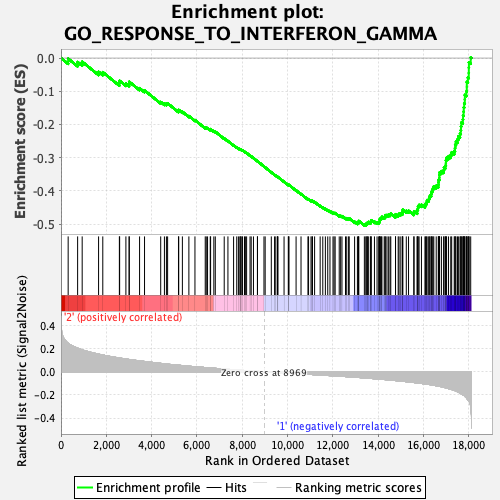 Enrichment plot:
GO_RESPONSE_TO_INTERFERON_GAMMA
Enrichment score (ES)
0.0
-0.1
-0.2
-0.3
-0.4
-0.5
Ranked list metric (Signal2Noise)
'2' (positively correlated)
0.4
0.2
0.0
-0.2
-0.4
Zero cross at 8969
'1' (negatively correlated)
0 2,000 4,000 6,000 8,000 10,000 12,000 14,000 16,000 18,000
Rank in Ordered Dataset
Enrichment profile Hits Ranking metric scores